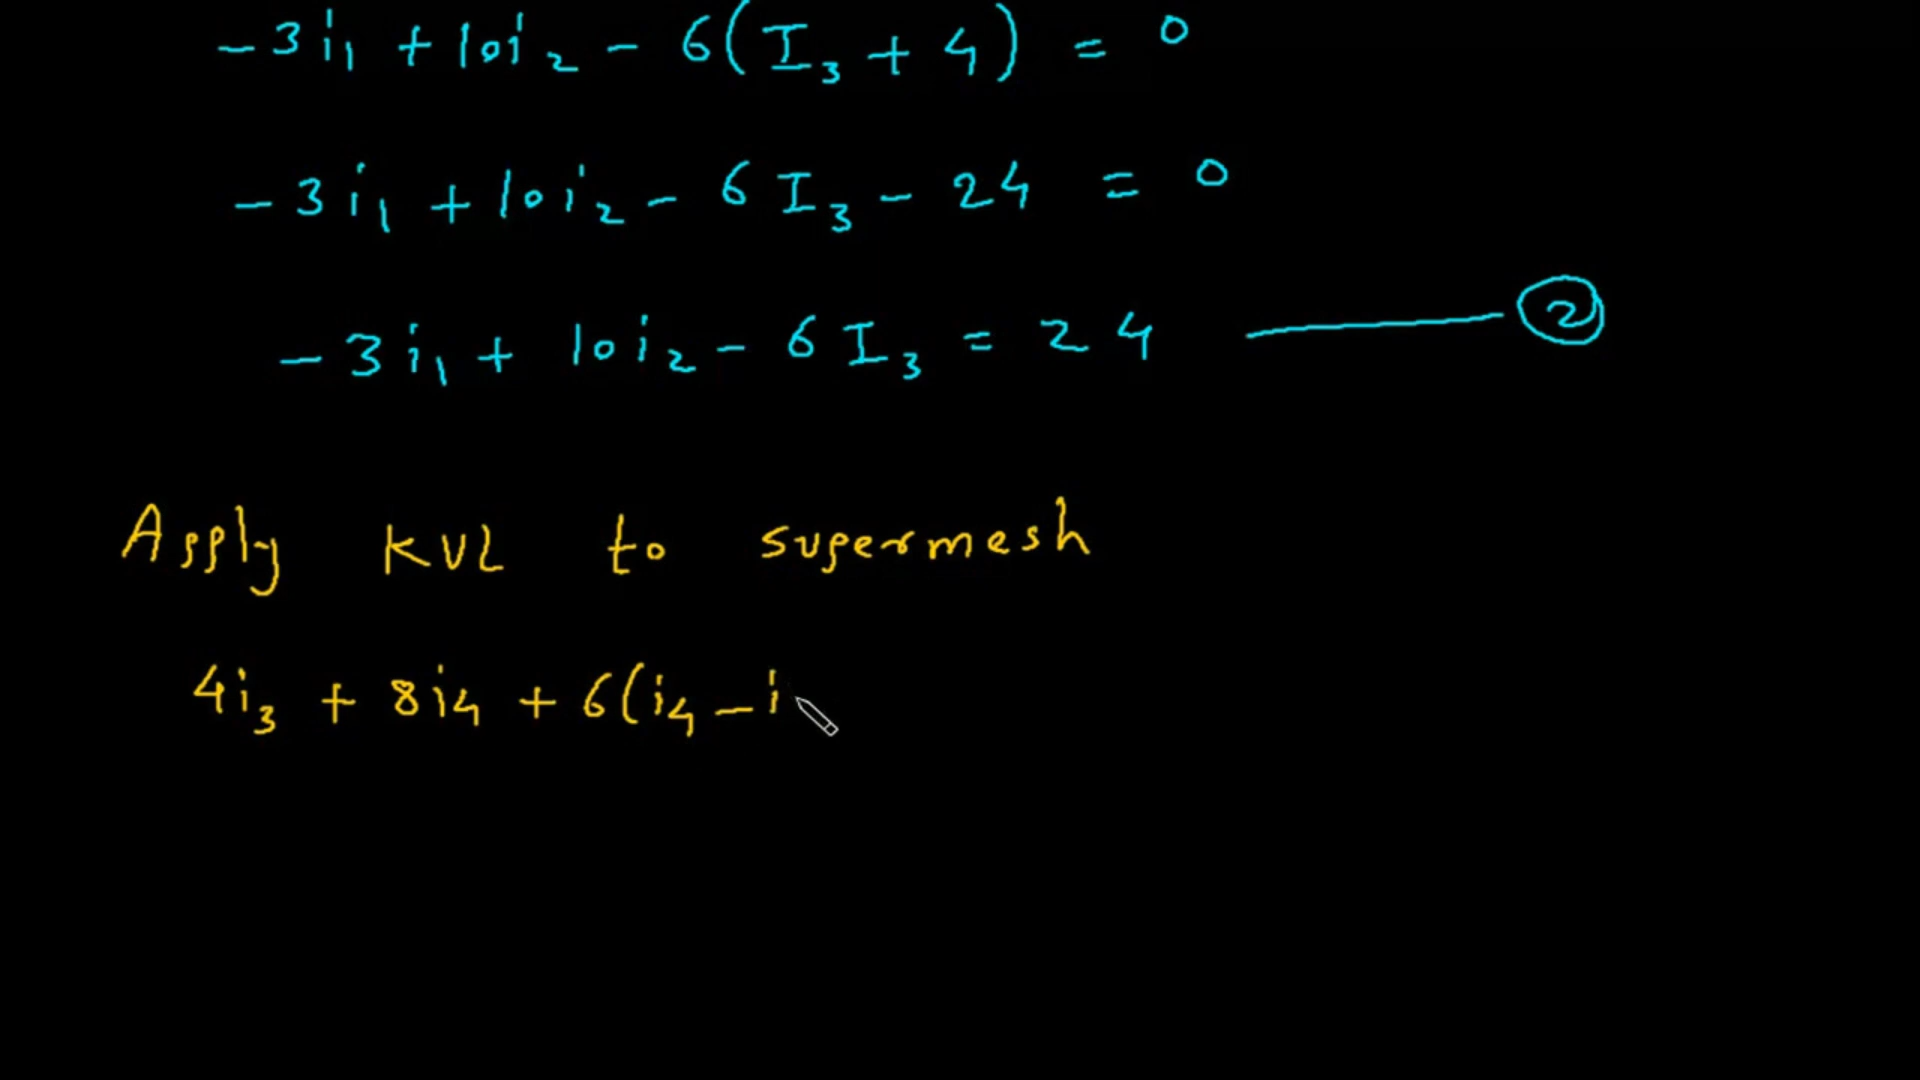 -3i₁ + 10i₂ - 6(I₃ + 4) = 0
-3i₁ + 10i₂ - 6I₃ - 24 = 0
-3i₁ + 10i₂ - 6I₃ = 24 ——— ②
Apply KVL to supermesh
4i₃ + 8i₄ + 6(i₄ - i